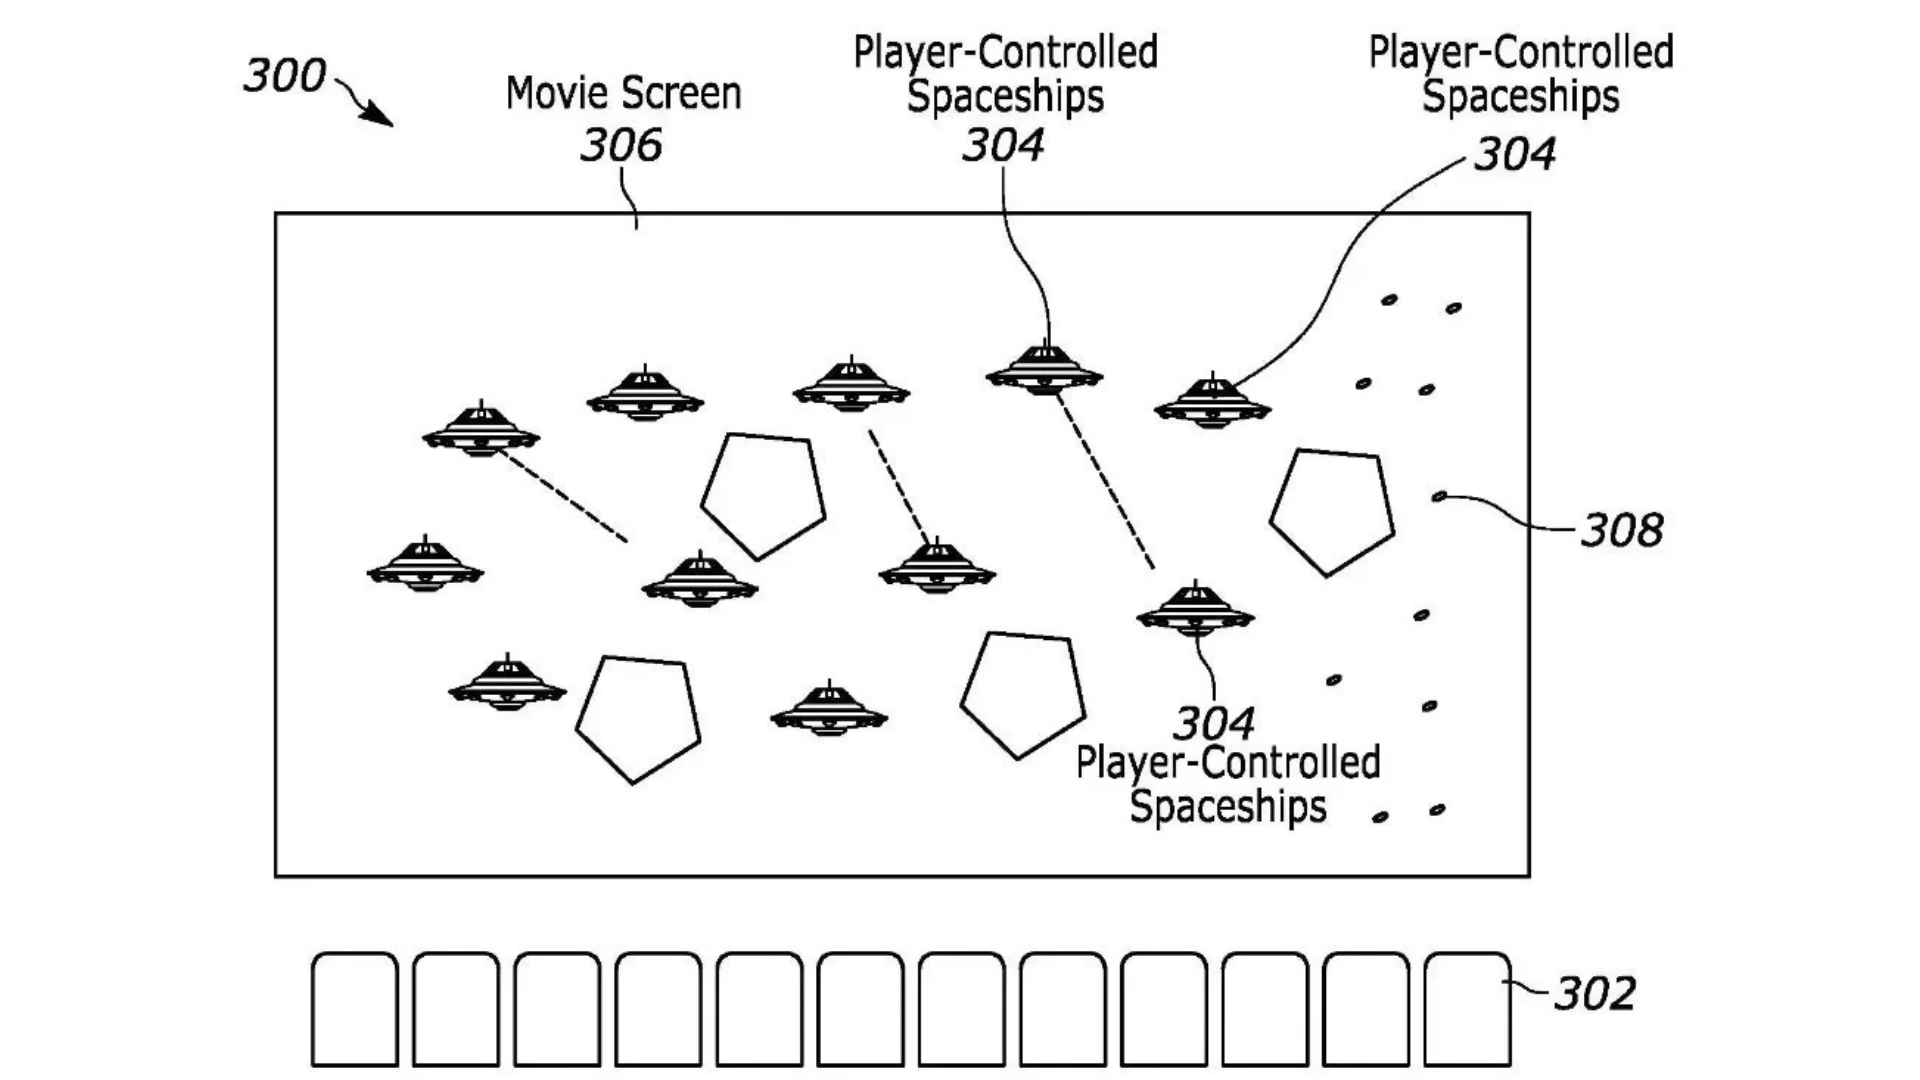 300
Movie Screen
306
Player-Controlled
Spaceships
304
Player-Controlled
Spaceships
304
308
304
Player-Controlled
Spaceships
302